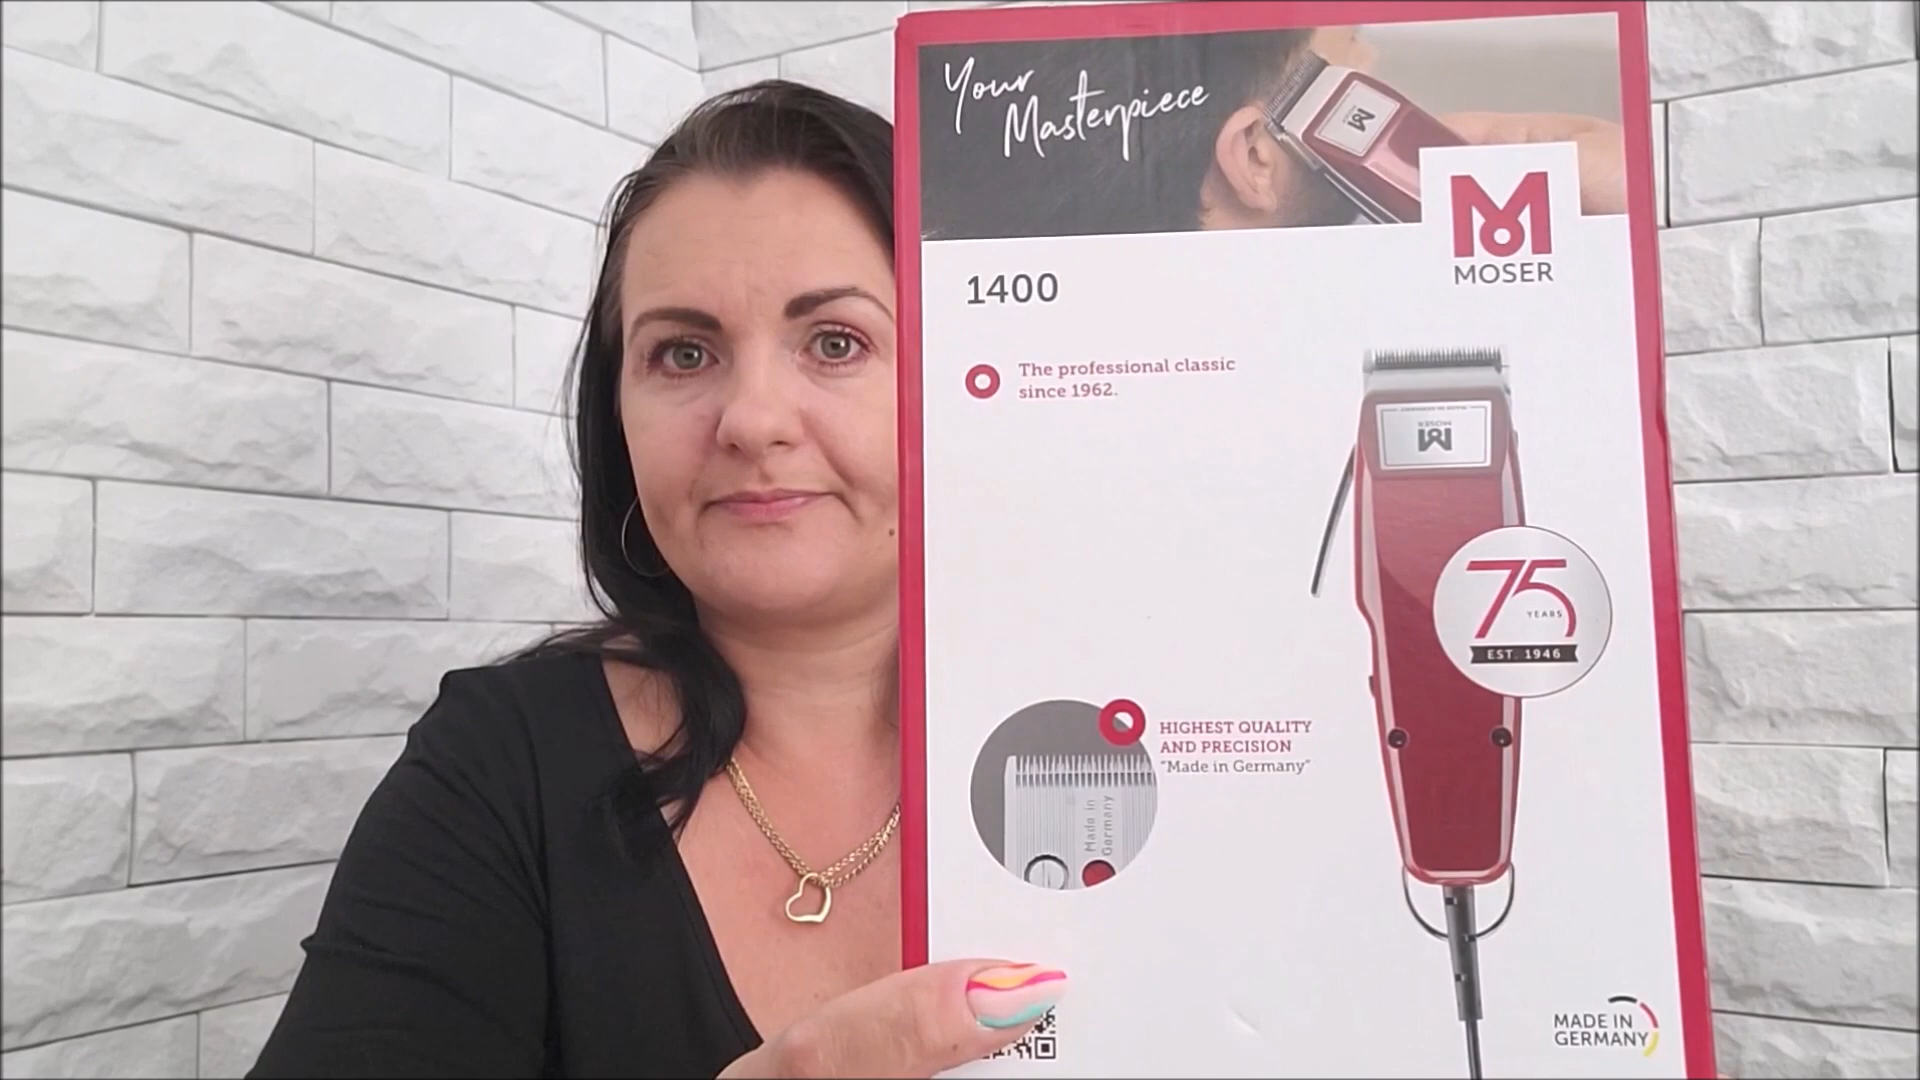 Your
Masterpiece
MOSER
1400
The professional classic
since 1962.
MOSER
75
YEARS
EST. 1946
HIGHEST QUALITY
AND PRECISION
"Made in Germany"
Made in
Germany
MADE IN
GERMANY